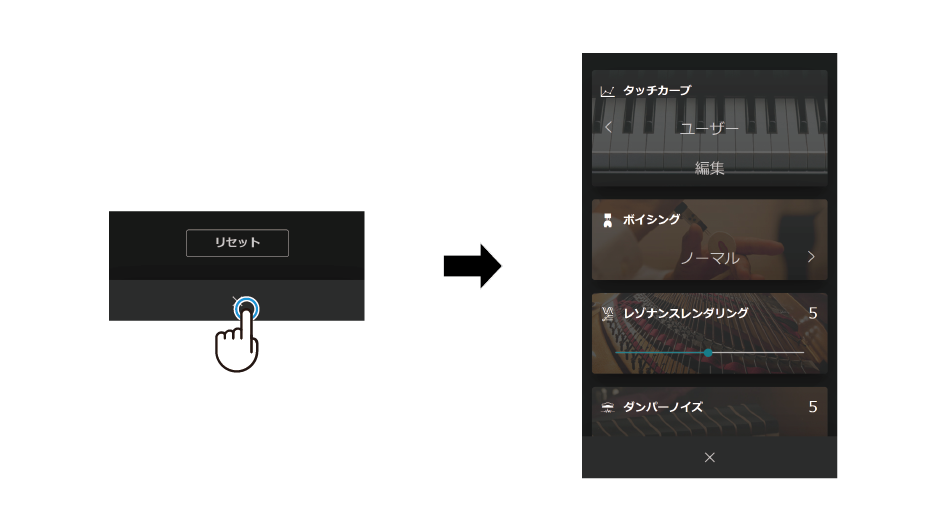 リセット
タッチカーブ
ユーザー
編集
ボイシング
ノーマル
レゾナンスレンダリング 5
ダンパーノイズ 5